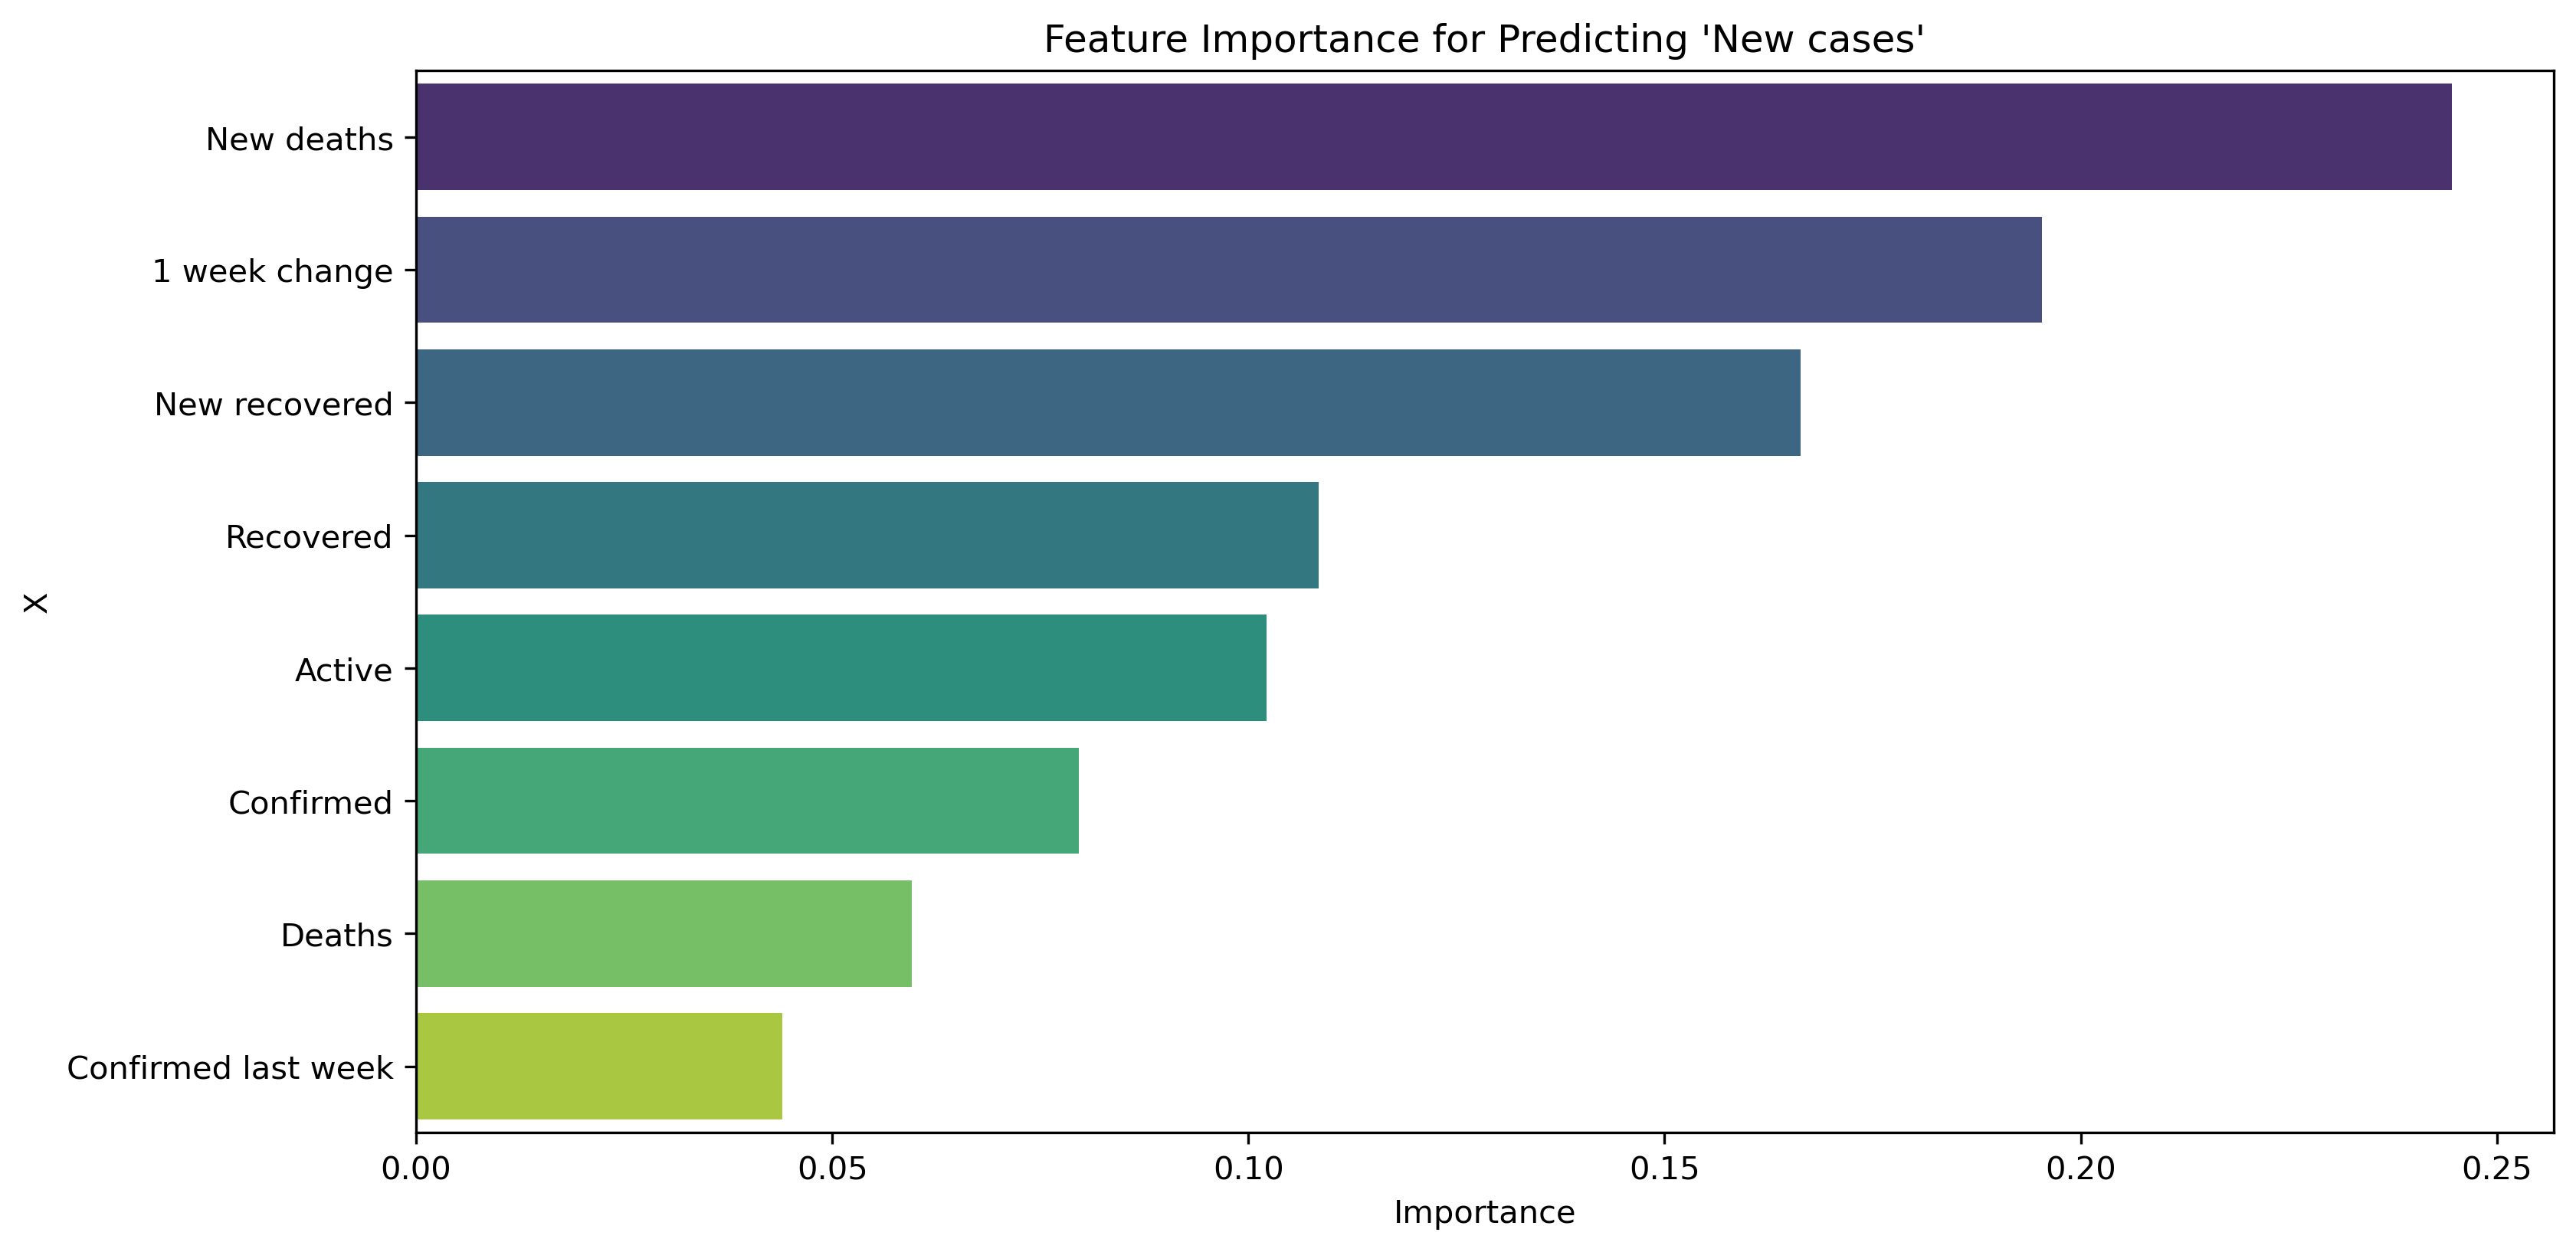 Feature Importance for Predicting 'New cases'
New deaths
1 week change
New recovered
Recovered
Active
Confirmed
Deaths
Confirmed last week
X
0.00 0.05 0.10 0.15 0.20 0.25
Importance